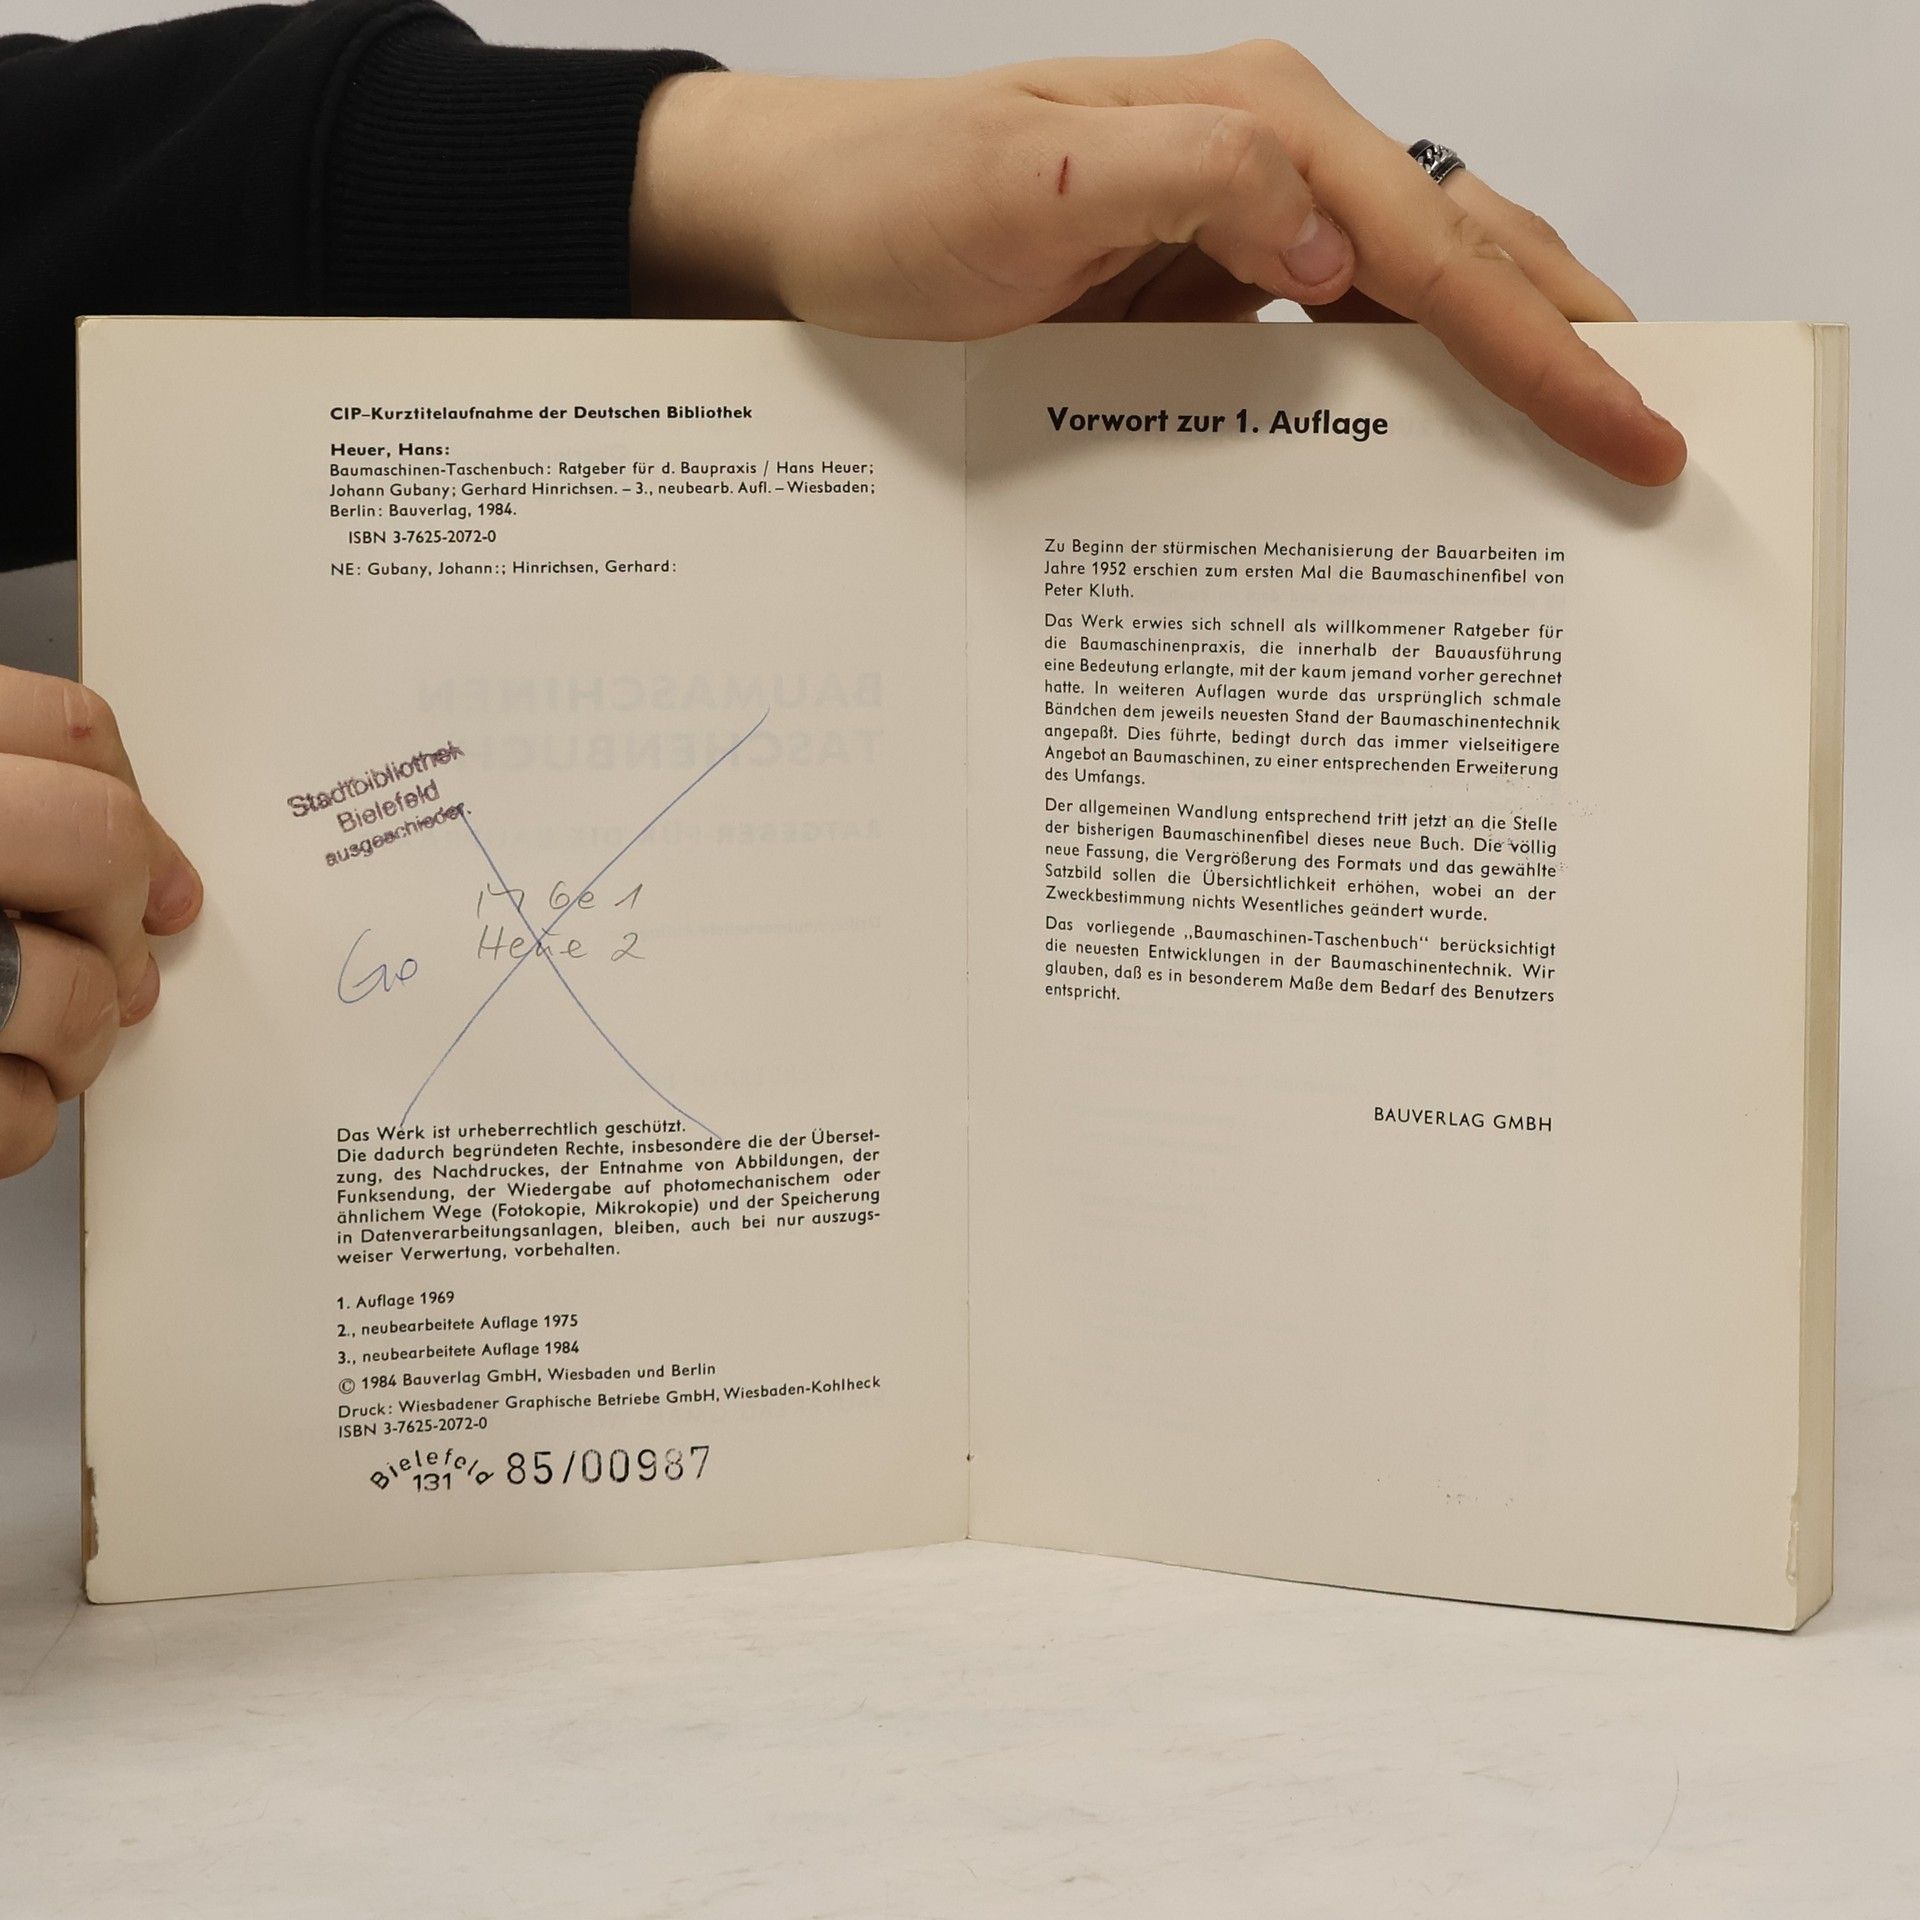 CIP–Kurztitelaufnahme der Deutschen Bibliothek
Heuer, Hans:
Baumaschinen-Taschenbuch: Ratgeber für d. Baupraxis / Hans Heuer;
Johann Gubany; Gerhard Hinrichsen. – 3., neubearb. Aufl. – Wiesbaden;
Berlin: Bauverlag, 1984.
ISBN 3-7625-2072-0
NE: Gubany, Johann:; Hinrichsen, Gerhard:
Stadtbibliothek
Bielefeld
ausgeschieden.
Ge 1
Heue 2
Das Werk ist urheberrechtlich geschützt.
Die dadurch begründeten Rechte, insbesondere die der Überset-
zung, des Nachdruckes, der Entnahme von Abbildungen, der
Funksendung, der Wiedergabe auf photomechanischem oder
ähnlichem Wege (Fotokopie, Mikrokopie) und der Speicherung
in Datenverarbeitungsanlagen, bleiben, auch bei nur auszugs-
weiser Verwertung, vorbehalten.
1. Auflage 1969
2., neubearbeitete Auflage 1975
3., neubearbeitete Auflage 1984
© 1984 Bauverlag GmbH, Wiesbaden und Berlin
Druck: Wiesbadener Graphische Betriebe GmbH, Wiesbaden-Kohlheck
ISBN 3-7625-2072-0
Bielefeld
131
85/00987
Vorwort zur 1. Auflage
Zu Beginn der stürmischen Mechanisierung der Bauarbeiten im
Jahre 1952 erschien zum ersten Mal die Baumaschinenfibel von
Peter Kluth.
Das Werk erwies sich schnell als willkommener Ratgeber für
die Baumaschinenpraxis, die innerhalb der Bauausführung
eine Bedeutung erlangte, mit der kaum jemand vorher gerechnet
hatte. In weiteren Auflagen wurde das ursprünglich schmale
Bändchen dem jeweils neuesten Stand der Baumaschinentechnik
angepaßt. Dies führte, bedingt durch das immer vielseitigere
Angebot an Baumaschinen, zu einer entsprechenden Erweiterung
des Umfangs.
Der allgemeinen Wandlung entsprechend tritt jetzt an die Stelle
der bisherigen Baumaschinenfibel dieses neue Buch. Die völlig
neue Fassung, die Vergrößerung des Formats und das gewählte
Satzbild sollen die Übersichtlichkeit erhöhen, wobei an der
Zweckbestimmung nichts Wesentliches geändert wurde.
Das vorliegende „Baumaschinen-Taschenbuch“ berücksichtigt
die neuesten Entwicklungen in der Baumaschinentechnik. Wir
glauben, daß es in besonderem Maße dem Bedarf des Benutzers
entspricht.
BAUVERLAG GMBH